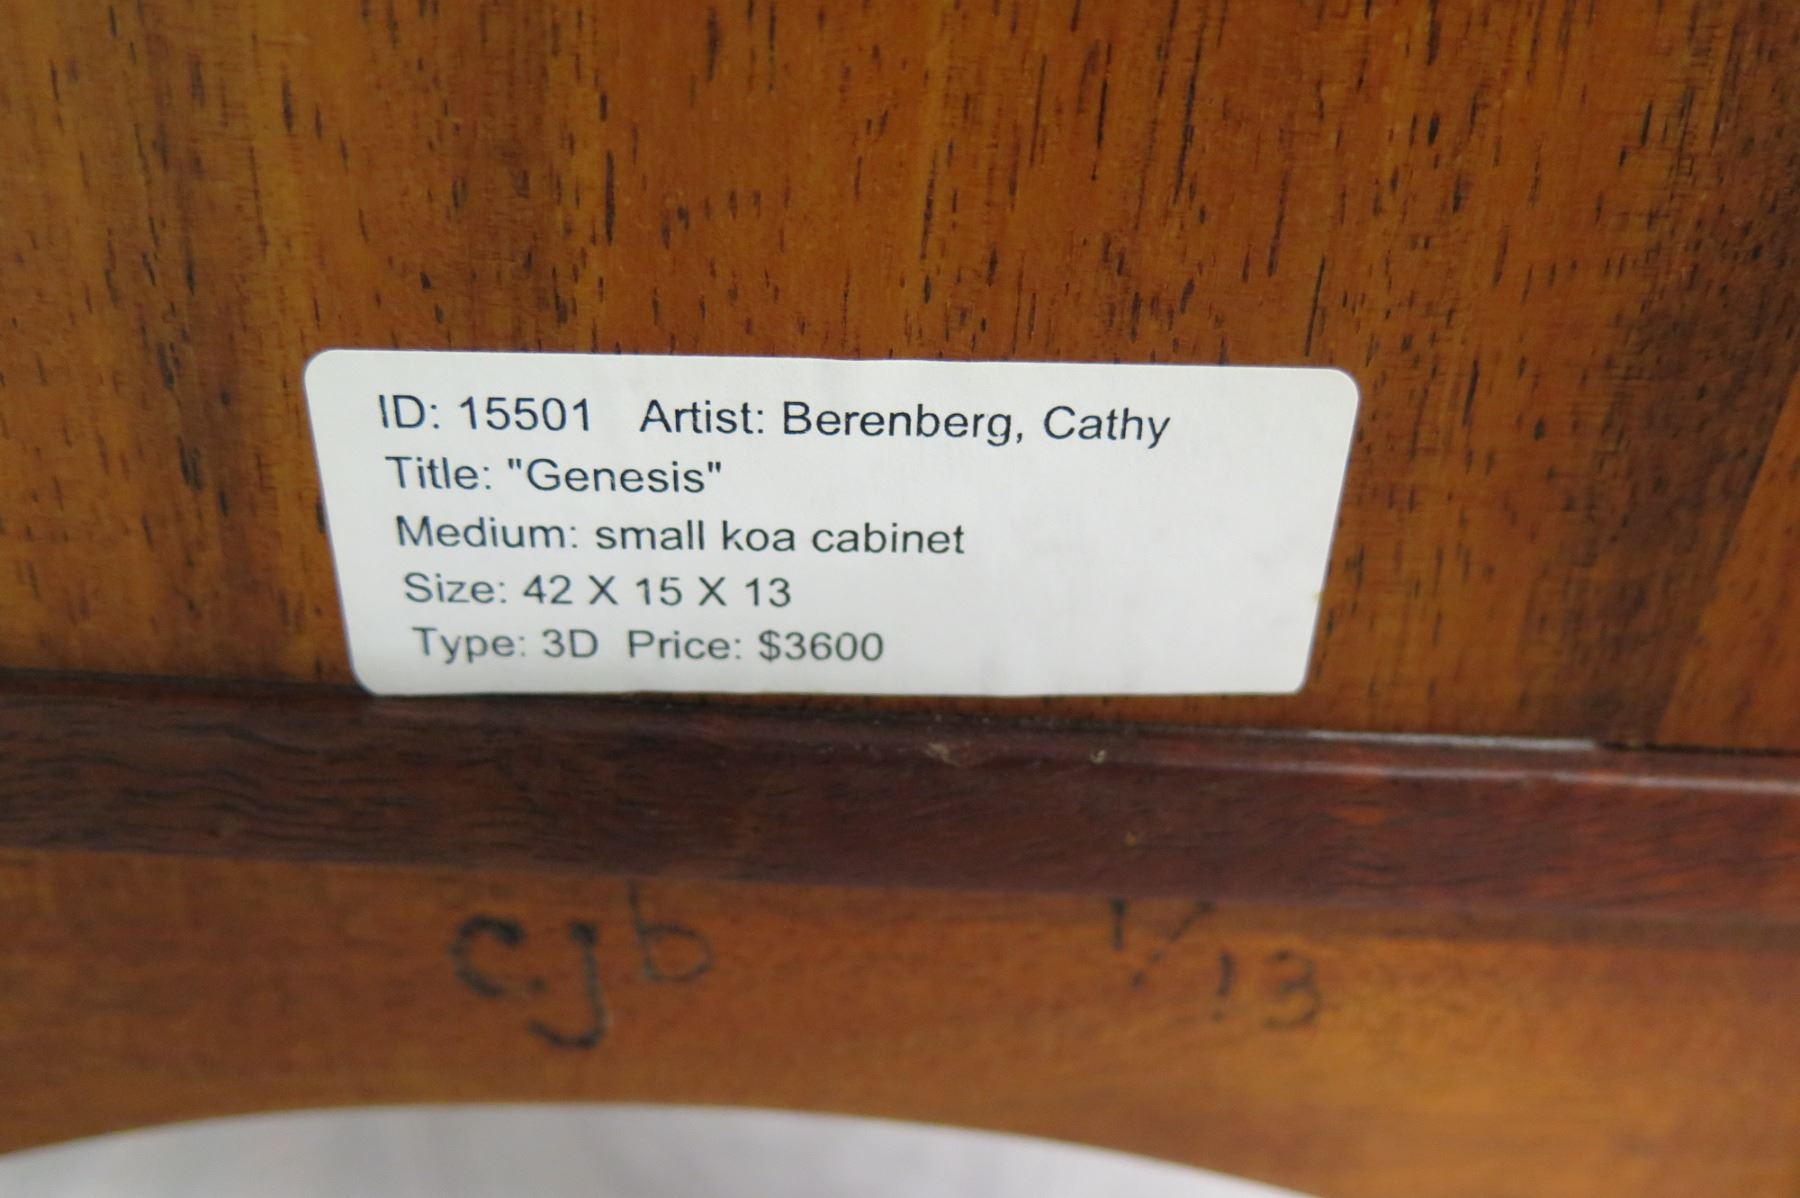 ID: 15501 Artist: Berenberg, Cathy
Title: "Genesis"
Medium: small koa cabinet
Size: 42 X 15 X 13
Type: 3D Price: $3600
cjb 1/13